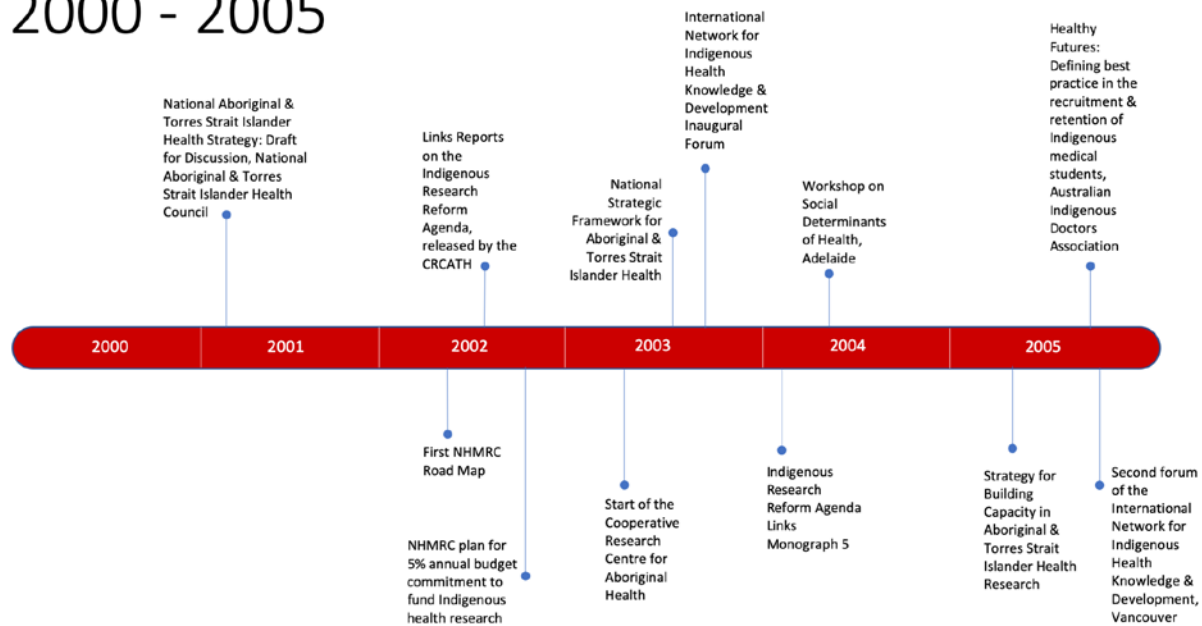 2000 - 2005
National Aboriginal &
Torres Strait Islander
Health Strategy: Draft
for Discussion, National
Aboriginal & Torres
Strait Islander Health
Council
Links Reports
on the
Indigenous
Research
Reform
Agenda,
released by the
CRCATH
National
Strategic
Framework for
Aboriginal &
Torres Strait
Islander Health
International
Network for
Indigenous
Health
Knowledge &
Development
Inaugural
Forum
Workshop on
Social
Determinants
of Health,
Adelaide
Healthy
Futures:
Defining best
practice in the
recruitment &
retention of
Indigenous
medical
students,
Australian
Indigenous
Doctors
Association
2000
2001
2002
2003
2004
2005
First NHMRC
Road Map
NHMRC plan for
5% annual budget
commitment to
fund Indigenous
health research
Start of the
Cooperative
Research
Centre for
Aboriginal
Health
Indigenous
Research
Reform Agenda
Links
Monograph 5
Strategy for
Building
Capacity in
Aboriginal &
Torres Strait
Islander Health
Research
Second forum
of the
International
Network for
Indigenous
Health
Knowledge &
Development,
Vancouver